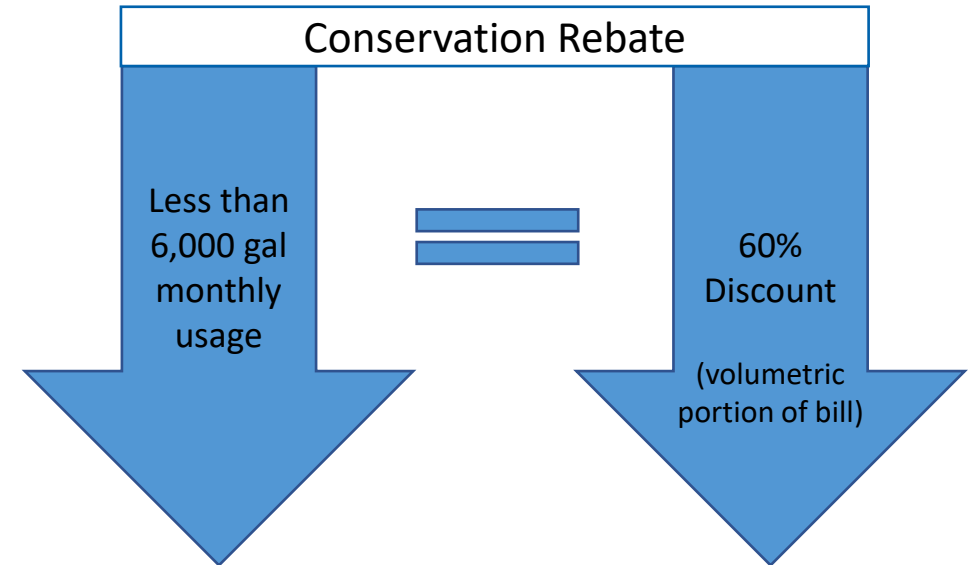 Conservation Rebate
Less than
6,000 gal
monthly
usage
60%
Discount
(volumetric
portion of bill)